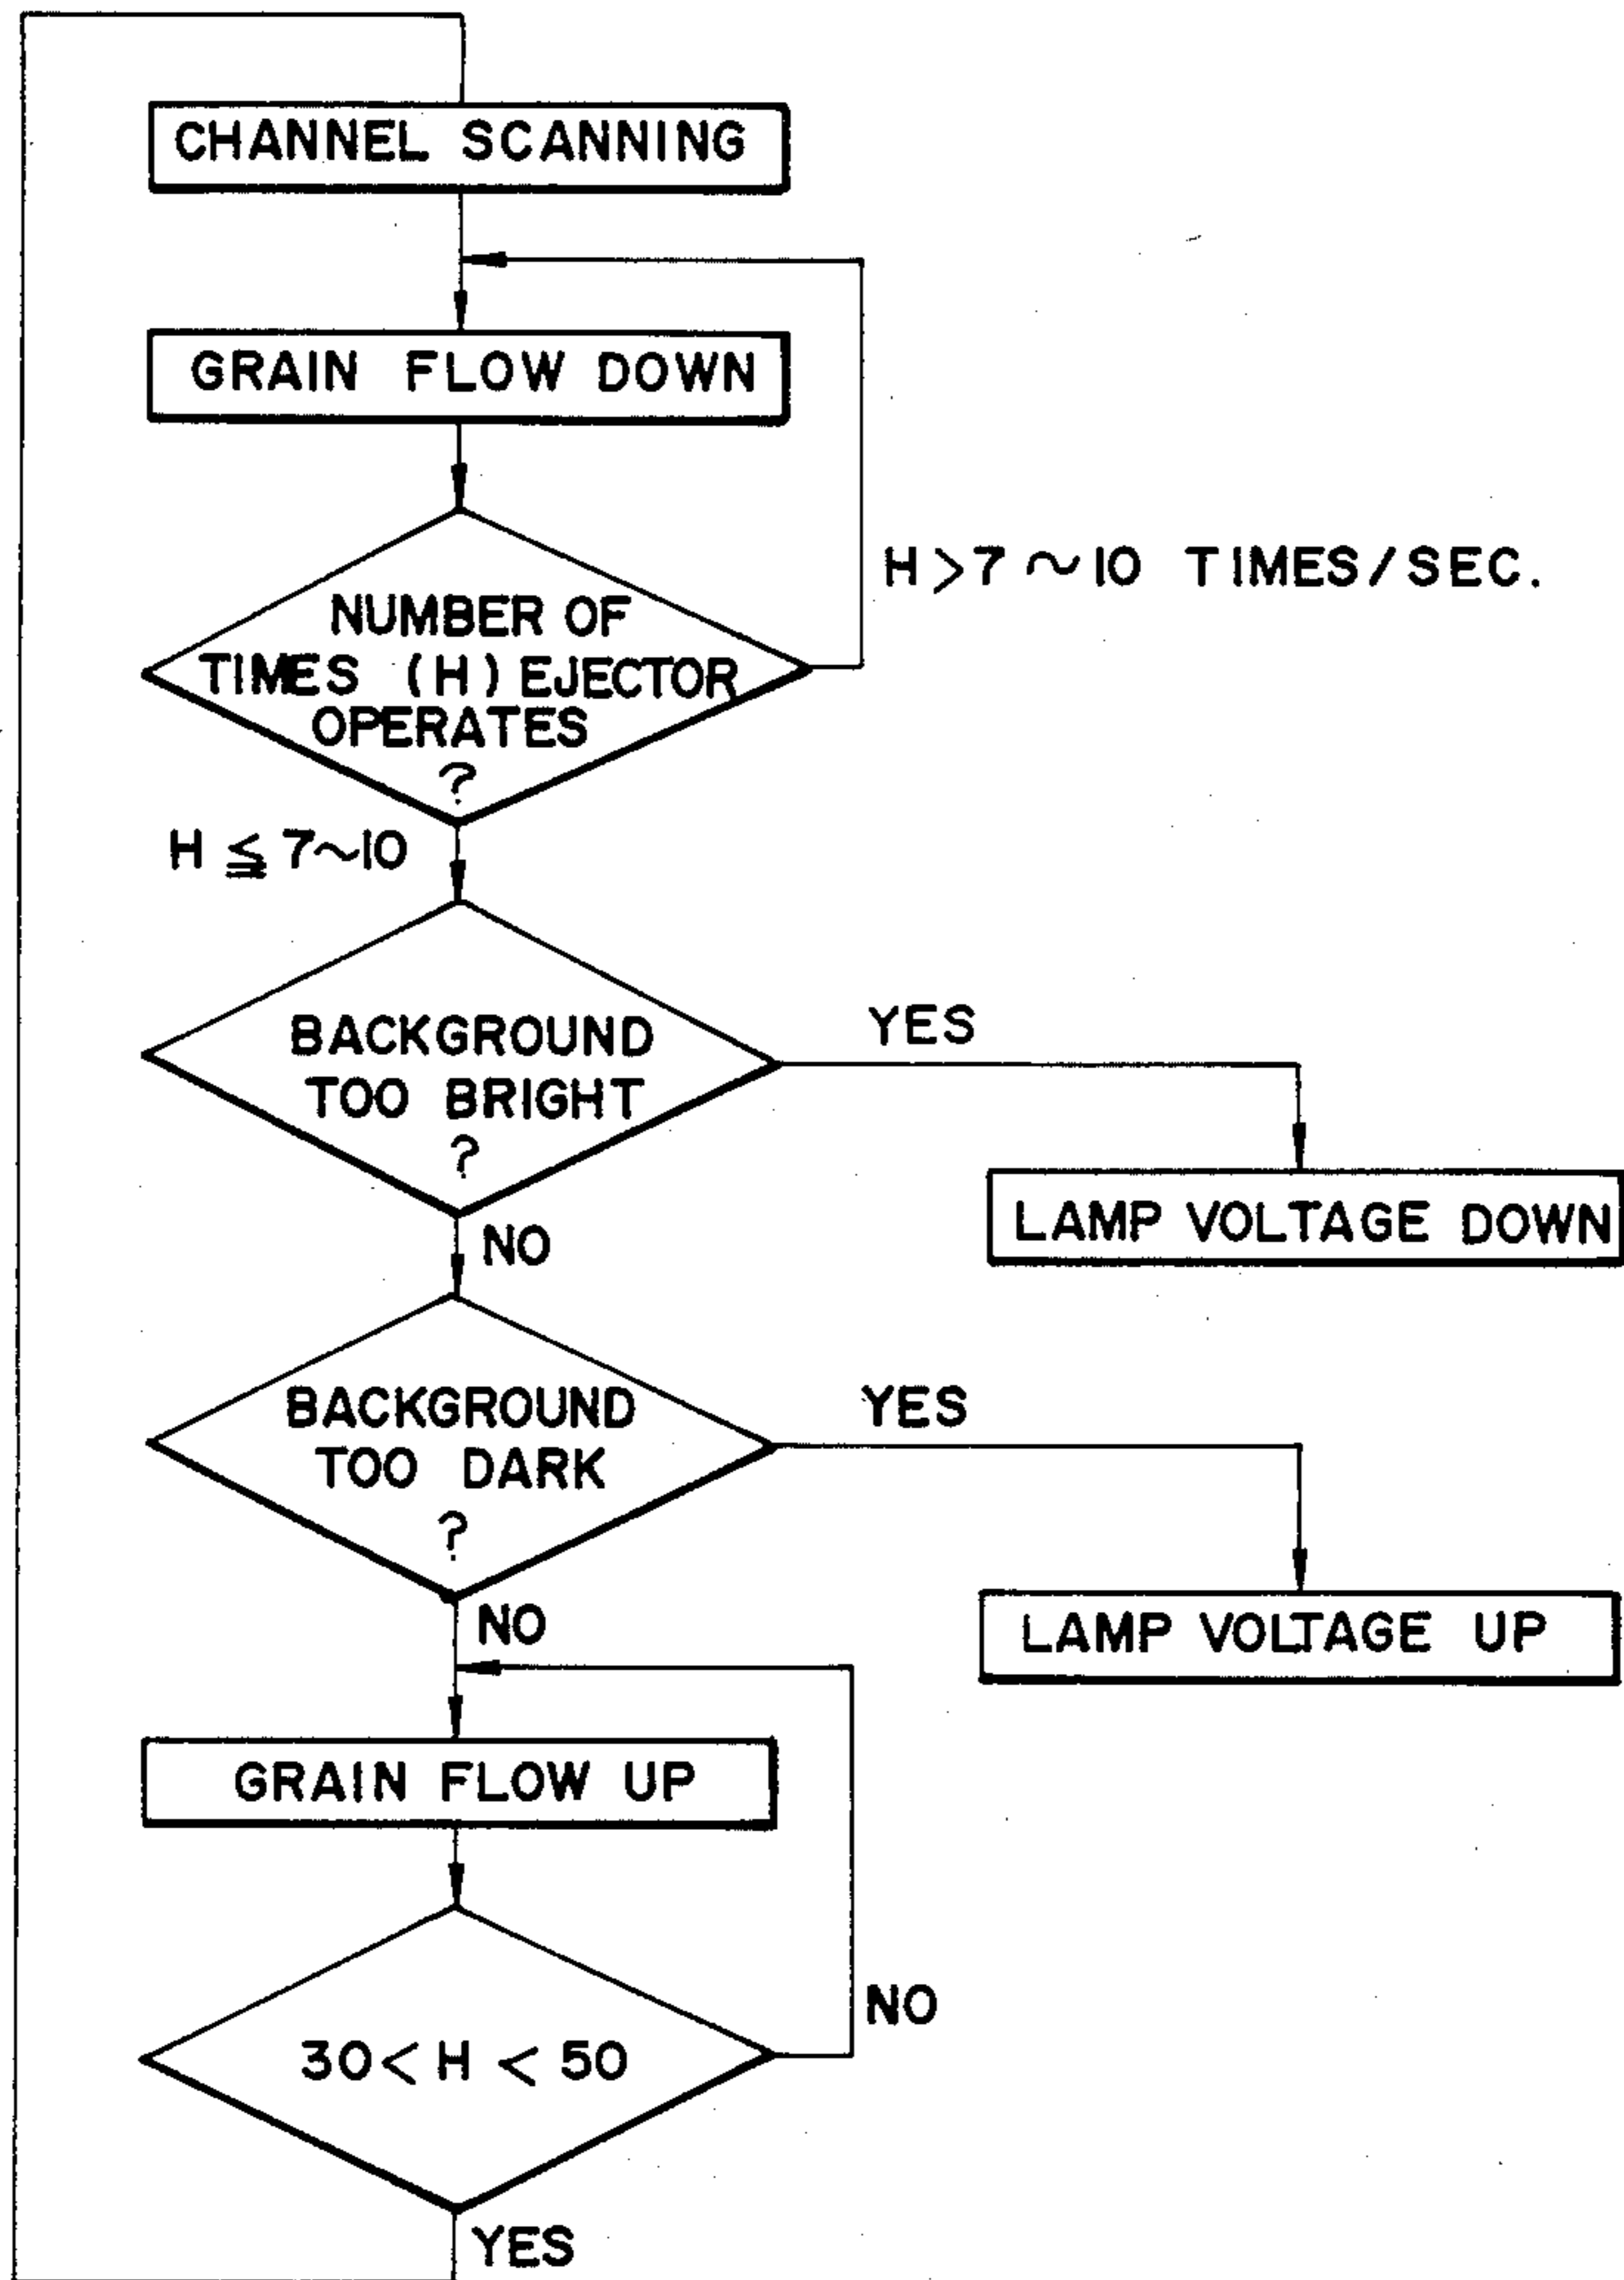 CHANNEL SCANNING
GRAIN FLOW DOWN
H>7~10 TIMES/SEC.
NUMBER OF
TIMES (H) EJECTOR
OPERATES
?
H ≦ 7~10
BACKGROUND
TOO BRIGHT
?
YES
LAMP VOLTAGE DOWN
NO
BACKGROUND
TOO DARK
?
YES
LAMP VOLTAGE UP
NO
GRAIN FLOW UP
30< H < 50
NO
YES